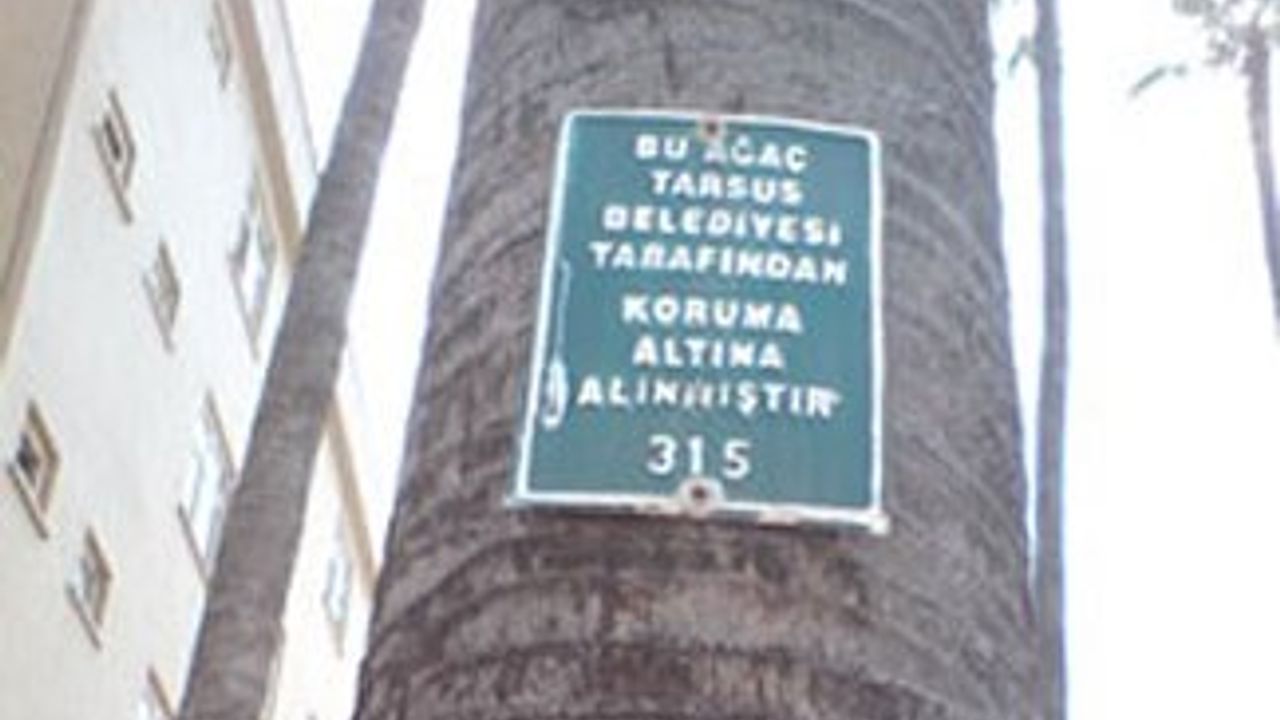 BU AĞAÇ
TARSUS
BELEDİYESİ
TARAFINDAN
KORUMA
ALTINA
ALINMIŞTIR
315